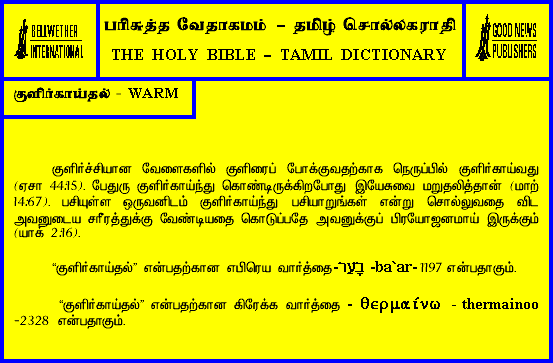 BELLWETHER
INTERNATIONAL
பரிசுத்த வேதாகமம் – தமிழ் சொல்லகராதி
THE HOLY BIBLE – TAMIL DICTIONARY
GOOD NEWS
PUBLISHERS
குளிர்காய்தல் - WARM
குளிர்ச்சியான வேளைகளில் குளிரைப் போக்குவதற்காக நெருப்பில் குளிர்காய்வது
(ஏசா 44:15). பேதுரு குளிர்காய்ந்து கொண்டிருக்கிறபோது இயேசுவை மறுதலித்தான் (மாற்
14:67). பசியுள்ள ஒருவனிடம் குளிர்காய்ந்து பசியாறுங்கள் என்று சொல்லுவதை விட
அவனுடைய சரீரத்துக்கு வேண்டியதை கொடுப்பதே அவனுக்குப் பிரயோஜனமாய் இருக்கும்
(யாக் 2:16).
“குளிர்காய்தல்” என்பதற்கான எபிரெய வார்த்தை-בָּעַר -ba`ar-1197 என்பதாகும்.
“குளிர்காய்தல்” என்பதற்கான கிரேக்க வார்த்தை - θερμαίνω - thermainoo
-2328 என்பதாகும்.